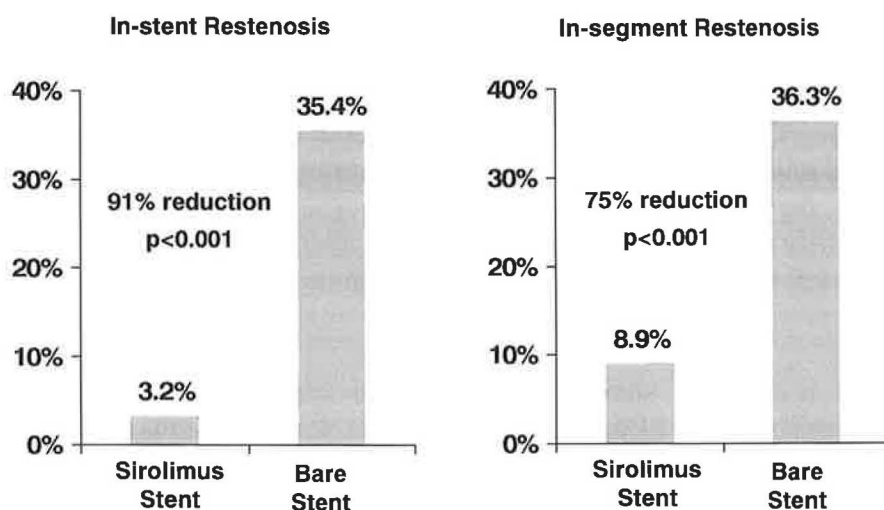 In-stent Restenosis
40%
30%
20%
10%
0%
35.4%
91% reduction
p<0.001
3.2%
Sirolimus
Stent
Bare
Stent
In-segment Restenosis
40%
30%
20%
10%
0%
36.3%
75% reduction
p<0.001
8.9%
Sirolimus
Stent
Bare
Stent